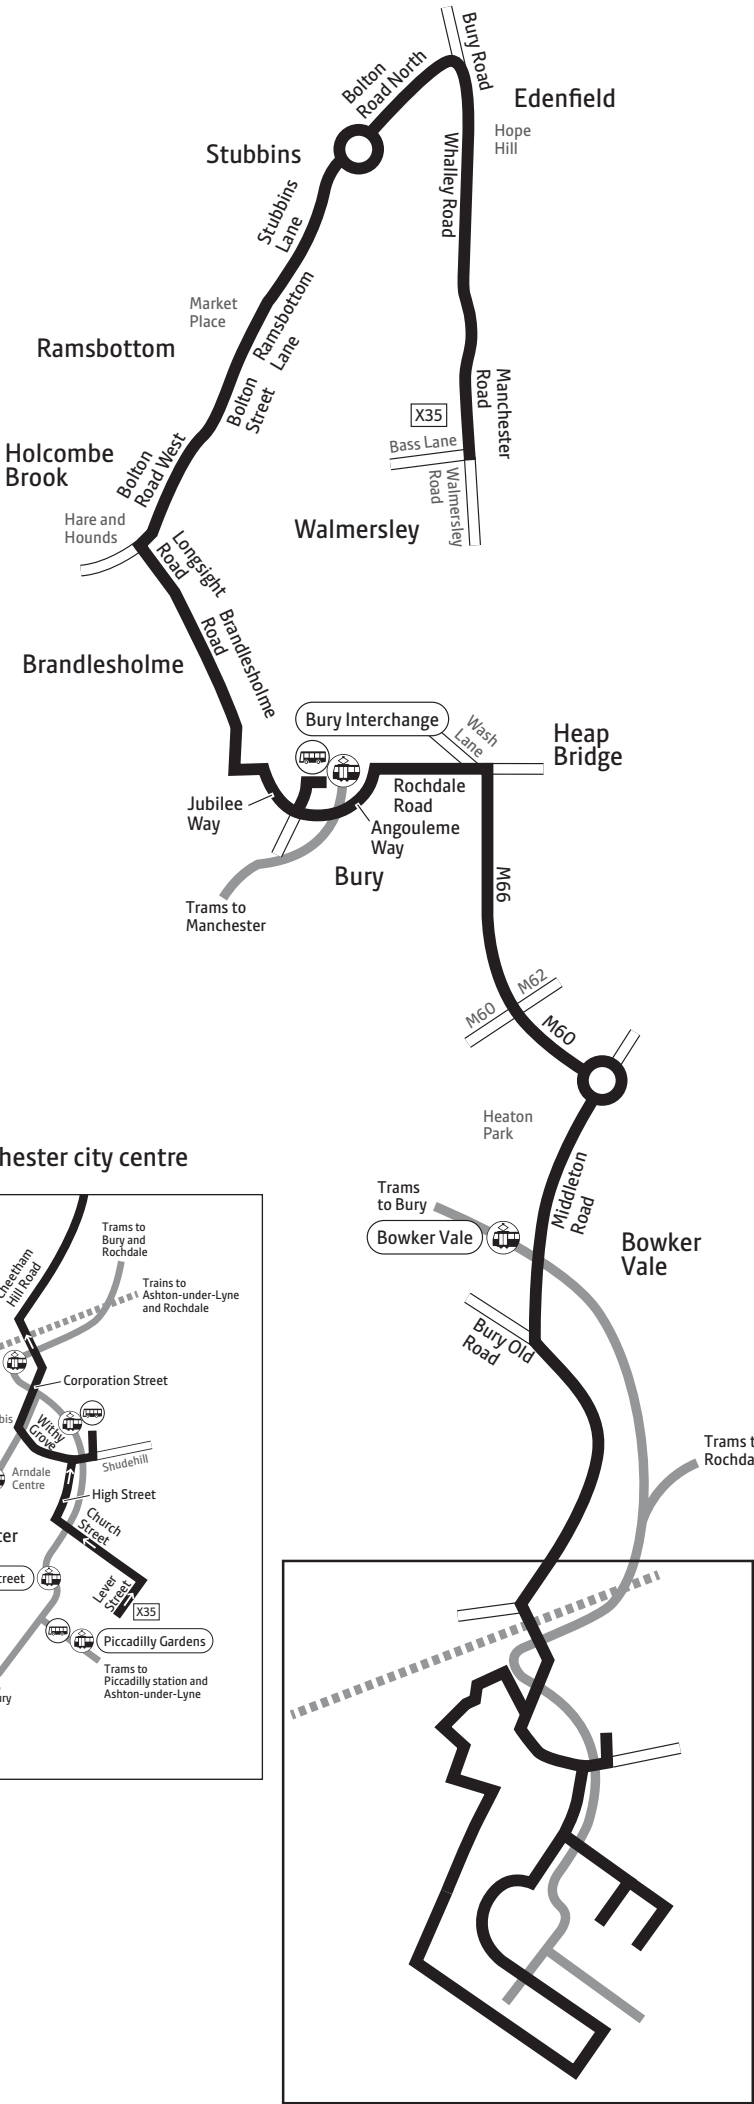 Bury Road
Bolton
Road North
Edenfield
Hope
Hill
Stubbins
Whalley Road
Stubbins
Lane
Market
Place
Ramsbottom
Lane
Ramsbottom
Manchester
Road
Bolton
Street
X35
Bass Lane
Holcombe
Brook
Bolton
Road West
Walmersley
Road
Hare and
Hounds
Walmersley
Longsight
Road
Brandlesholme
Road
Brandlesholme
Bury Interchange
Wash
Lane
Heap
Bridge
Rochdale
Road
Jubilee
Way
Angouleme
Way
Bury
M66
Trams to
Manchester
M62
M60
M60
Heaton
Park
hester city centre
Middleton
Road
Trams
to Bury
Bowker Vale
Bowker
Vale
Bury Old
Road
Trams to
Bury and
Rochdale
Cheetham
Hill Road
Trains to
Ashton-under-Lyne
and Rochdale
Corporation Street
bis
Withy
Grove
Shudehill
Arndale
Centre
High Street
Church
Street
ter
treet
Lever
Street
X35
Piccadilly Gardens
Trams to
Piccadilly station and
Ashton-under-Lyne
ury
Trams t
Rochda